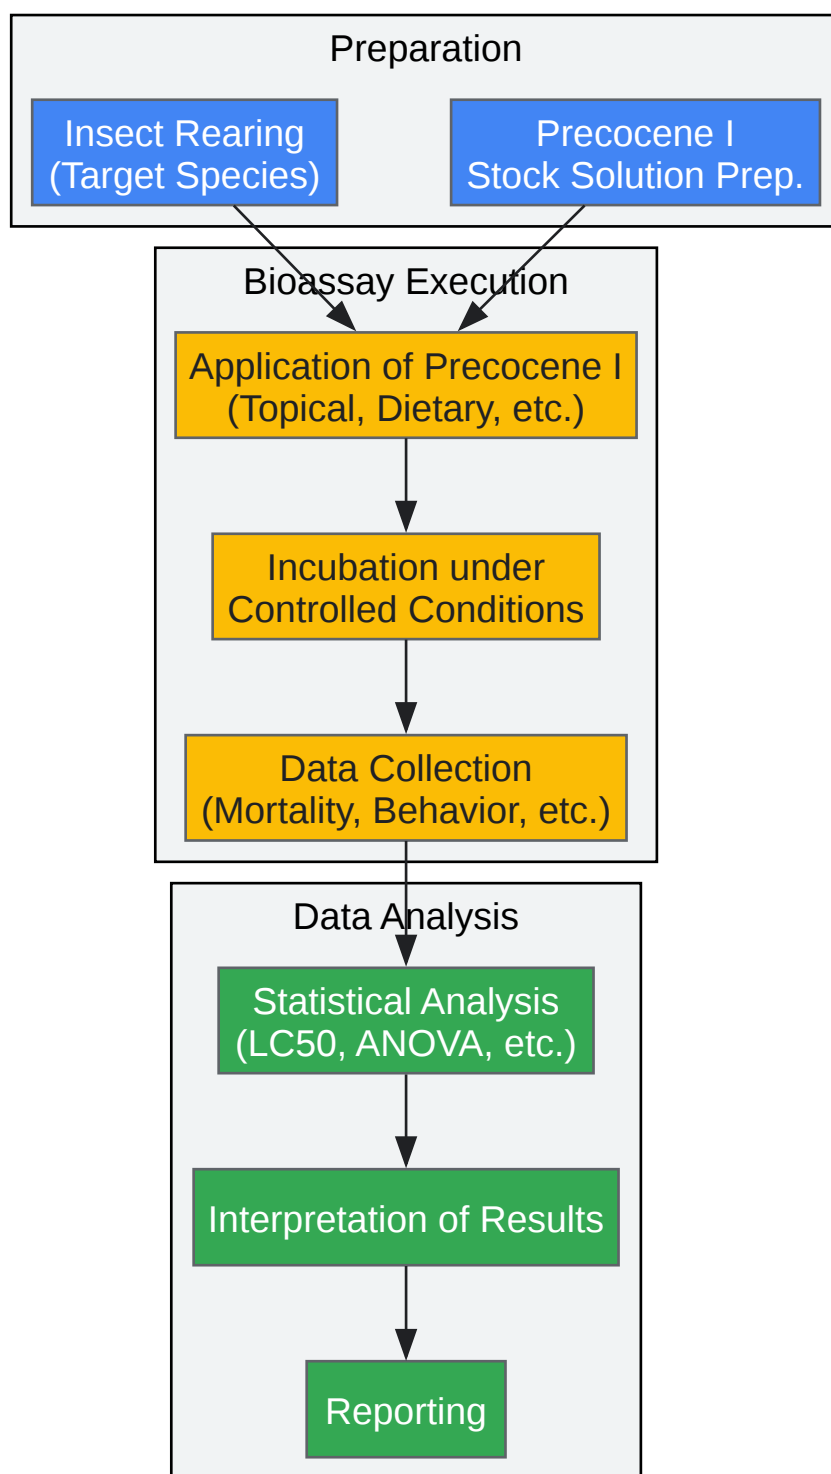 Preparation
Insect Rearing
(Target Species)
Precocene I
Stock Solution Prep.
Bioassay Execution
Application of Precocene I
(Topical, Dietary, etc.)
Incubation under
Controlled Conditions
Data Collection
(Mortality, Behavior, etc.)
Data Analysis
Statistical Analysis
(LC50, ANOVA, etc.)
Interpretation of Results
Reporting